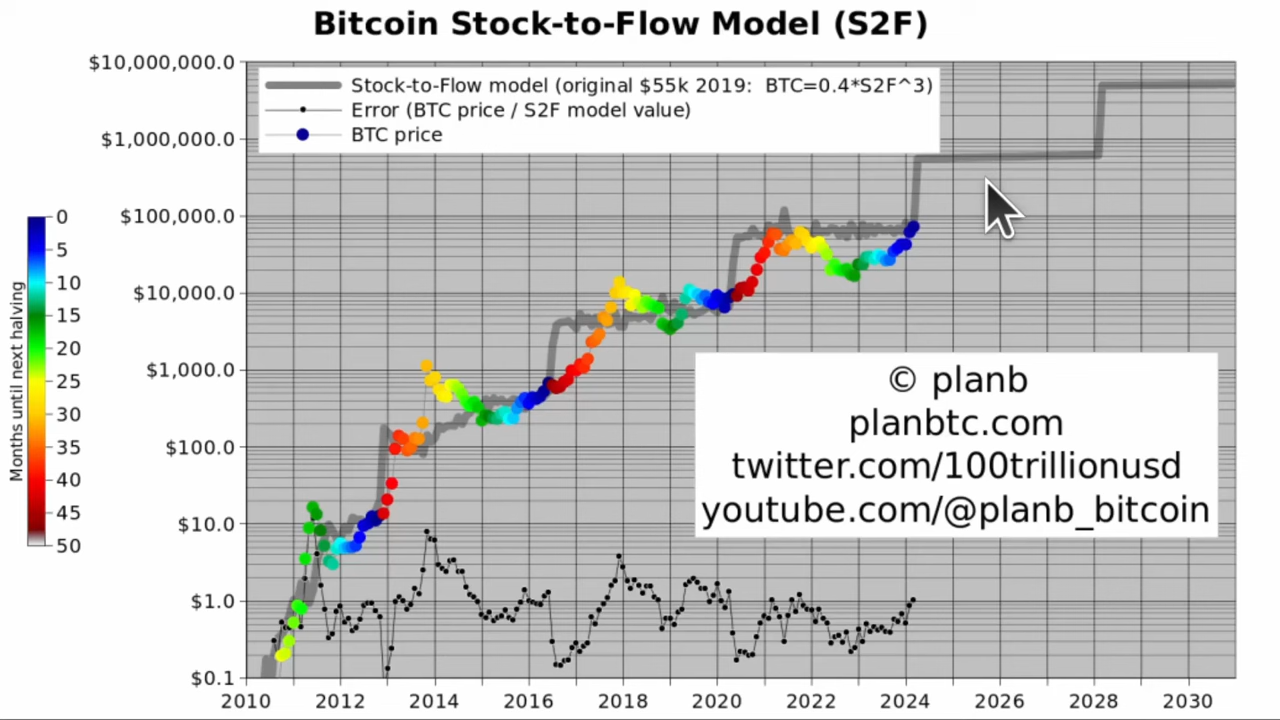 Bitcoin Stock-to-Flow Model (S2F)
$10,000,000.0
$1,000,000.0
$100,000.0
$10,000.0
$1,000.0
$100.0
$10.0
$1.0
$0.1
Stock-to-Flow model (original $55k 2019:  BTC=0.4*S2F^3)
Error (BTC price / S2F model value)
BTC price
Months until next halving
0
5
10
15
20
25
30
35
40
45
50
© planb
planbtc.com
twitter.com/100trillionusd
youtube.com/@planb_bitcoin
2010 2012 2014 2016 2018 2020 2022 2024 2026 2028 2030